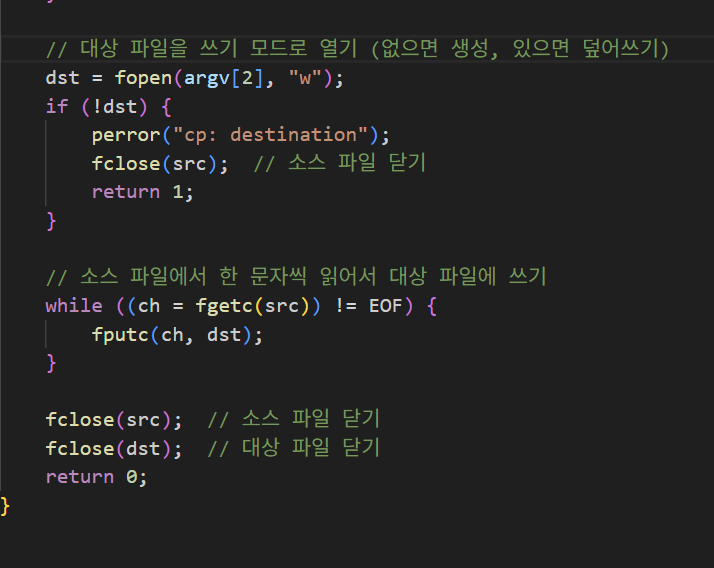 // 대상 파일을 쓰기 모드로 열기 (없으면 생성, 있으면 덮어쓰기)
dst = fopen(argv[2], "w");
if (!dst) {
perror("cp: destination");
fclose(src);  // 소스 파일 닫기
return 1;
}
// 소스 파일에서 한 문자씩 읽어서 대상 파일에 쓰기
while ((ch = fgetc(src)) != EOF) {
fputc(ch, dst);
}
fclose(src);  // 소스 파일 닫기
fclose(dst);  // 대상 파일 닫기
return 0;
}